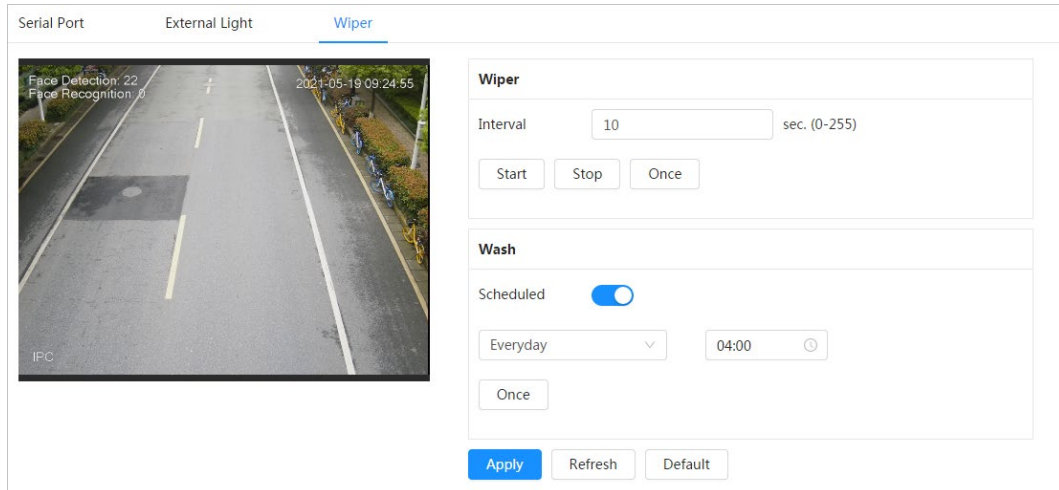 Serial Port External Light Wiper
Face Detection: 22
Face Recognition: 0
2021-05-19 09:24:55
IPC
Wiper
Interval 10 sec. (0-255)
Start Stop Once
Wash
Scheduled
Everyday 04:00
Once
Apply Refresh Default